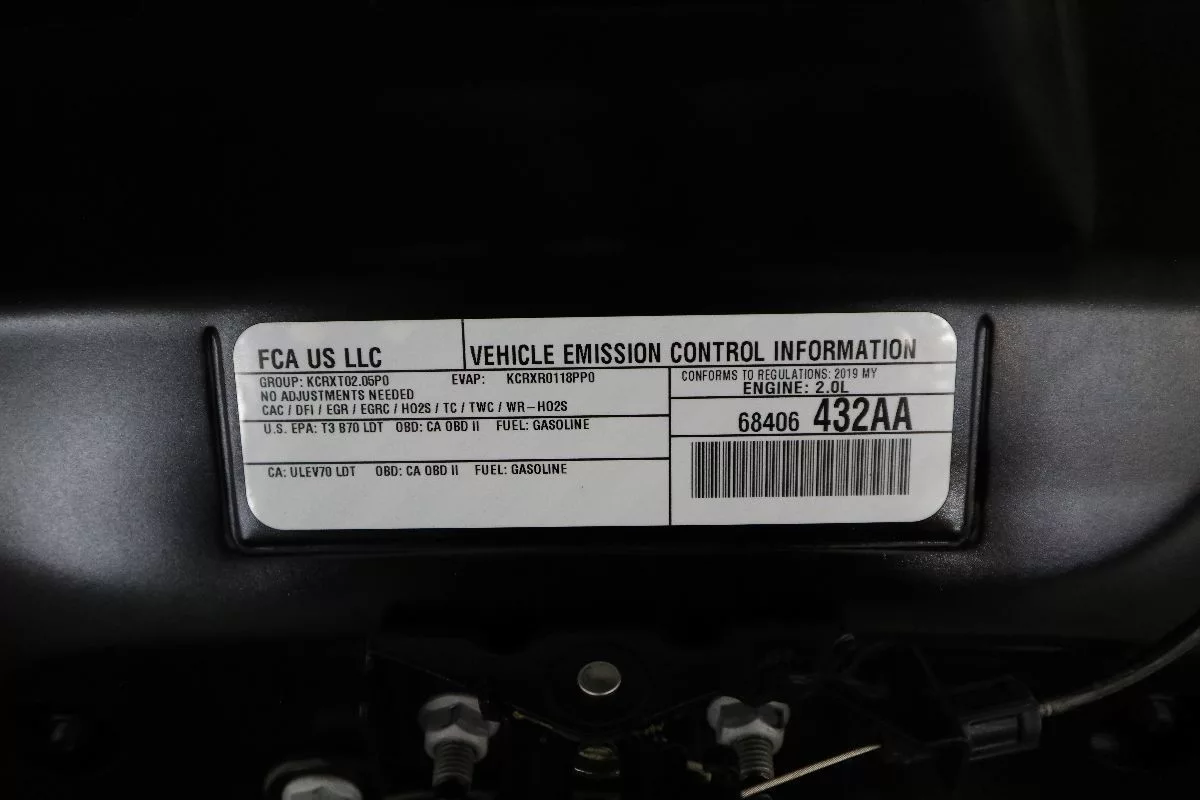 FCA US LLC
VEHICLE EMISSION CONTROL INFORMATION
GROUP: KCRXT02.05P0 EVAP: KCRXR0118PP0
NO ADJUSTMENTS NEEDED
CAC / DFI / EGR / EGRC / HO2S / TC / TWC / WR-HO2S
U.S. EPA: T3 B70 LDT OBD: CA OBD II FUEL: GASOLINE
CA: ULEV70 LDT OBD: CA OBD II FUEL: GASOLINE
CONFORMS TO REGULATIONS: 2019 MY
ENGINE: 2.0L
68406 432AA